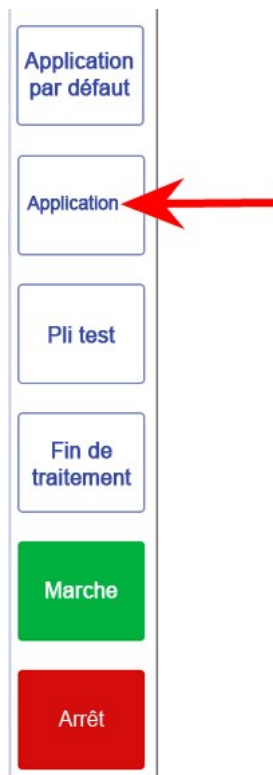 Application
par défaut
Application
Pli test
Fin de
traitement
Marche
Arrêt